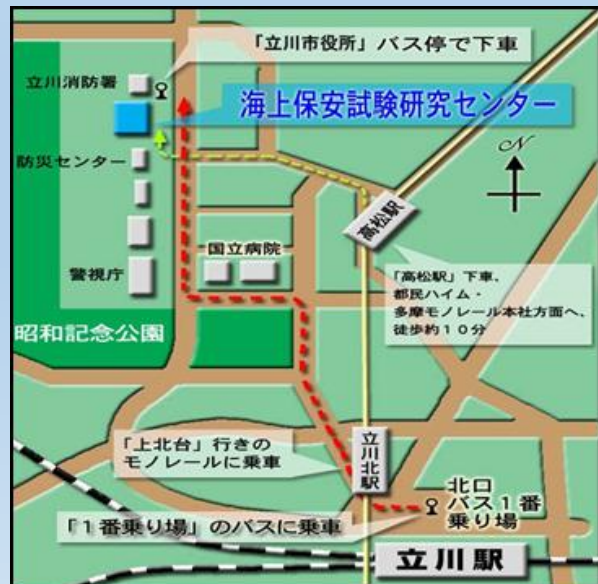 「立川市役所」バス停で下車
立川消防署
海上保安試験研究センター
防災センター
N
高松駅
国立病院
警視庁
「高松駅」下車、
都民ハイム・
多摩モノレール本社方面へ、
徒歩約10分
昭和記念公園
「上北台」行きの
モノレールに乗車
立川北駅
北口
バス1番
乗り場
「1番乗り場」のバスに乗車
立川駅